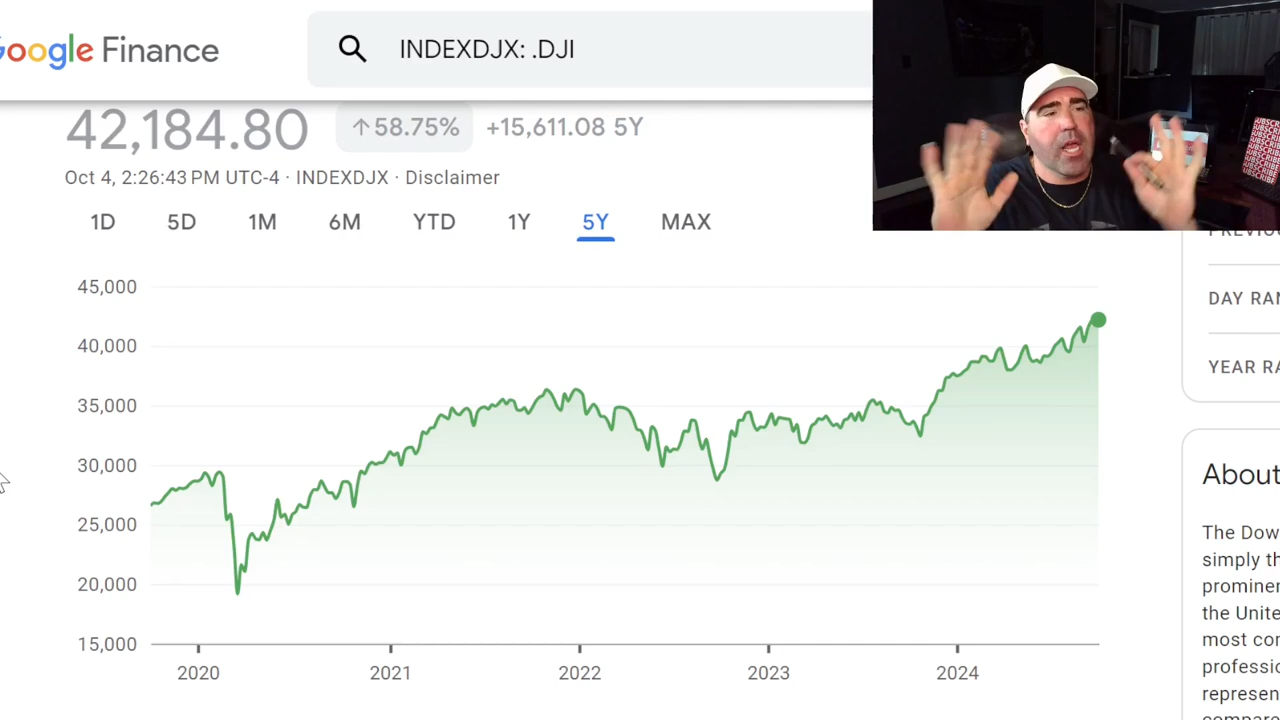 Google Finance
INDEXDJX: .DJI
42,184.80 ↑58.75% +15,611.08 5Y
Oct 4, 2:26:43 PM UTC-4 · INDEXDJX · Disclaimer
1D 5D 1M 6M YTD 1Y 5Y MAX
45,000
40,000
35,000
30,000
25,000
20,000
15,000
2020 2021 2022 2023 2024
DAY RAN
YEAR RA
About
The Dow
simply th
prominen
the Unite
most cor
profession
represen
SUBSCRIBE